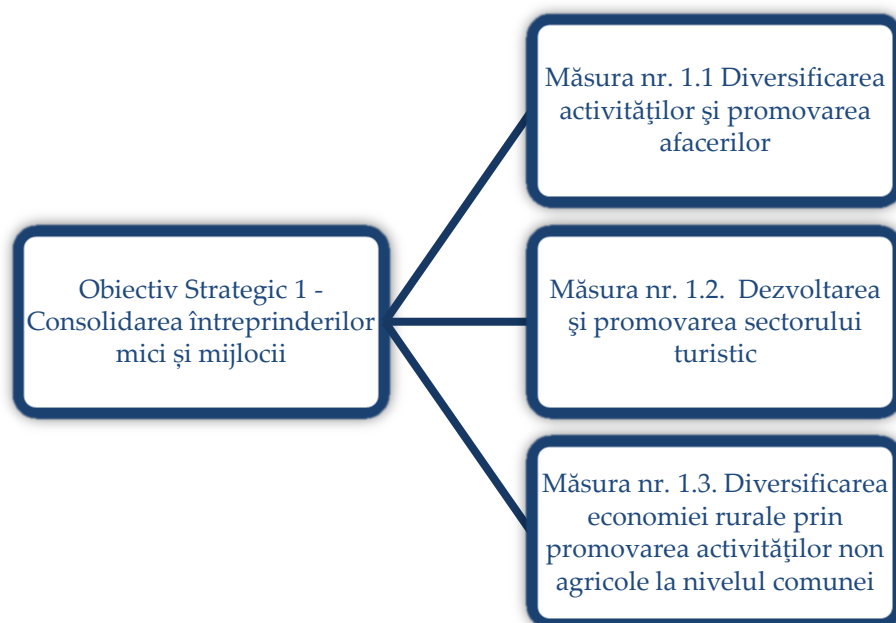 Obiectiv Strategic 1 -
Consolidarea întreprinderilor
mici și mijlocii
Măsura nr. 1.1 Diversificarea
activităţilor şi promovarea
afacerilor
Măsura nr. 1.2.  Dezvoltarea
şi promovarea sectorului
turistic
Măsura nr. 1.3. Diversificarea
economiei rurale prin
promovarea activităţilor non
agricole la nivelul comunei